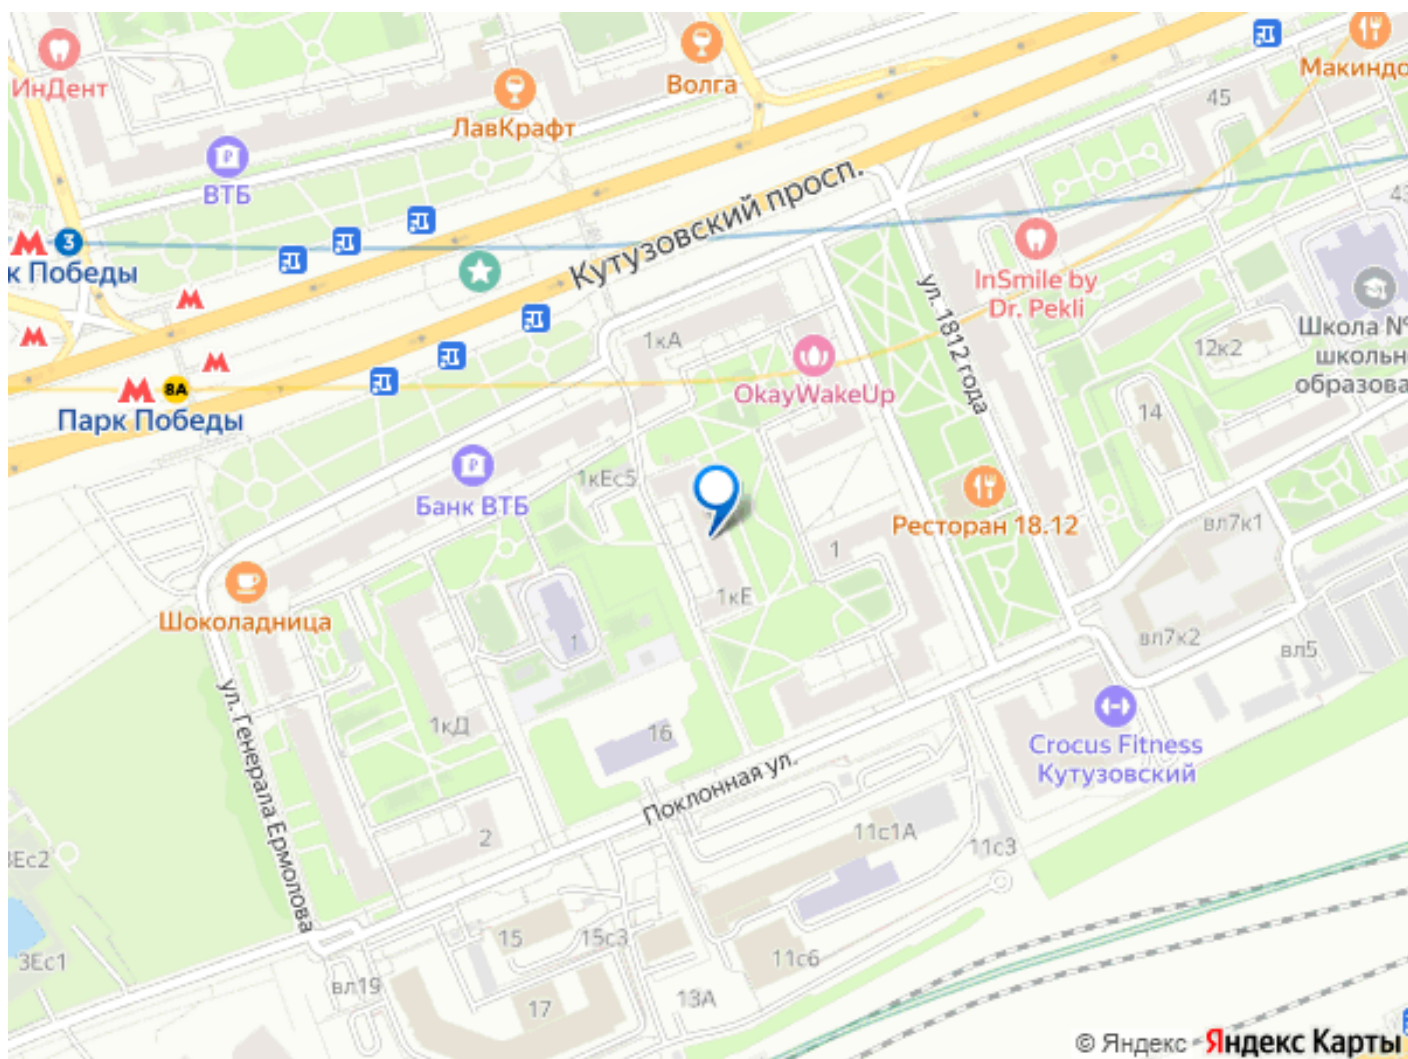 ИнДент
ЛавКрафт
Волга
Макиндо
45
ВТБ
Кутузовский просп.
3
к Победы
43
InSmile by
Dr. Pekli
ул. 1812 года
Школа №
школьн
образова
1кА
12к2
8А
Парк Победы
OkayWakeUp
14
Банк ВТБ
1кЕс5
Ресторан 18.12
вл7к1
1
1кЕ
Шоколадница
1
вл7к2
вл5
ул. Генерала Ермолова
1кД
16
Crocus Fitness
Кутузовский
Поклонная ул.
2
11с1А
11с3
3Ес2
15
15с3
11с6
3Ес1
вл19
17
13А
© Яндекс Яндекс Карты